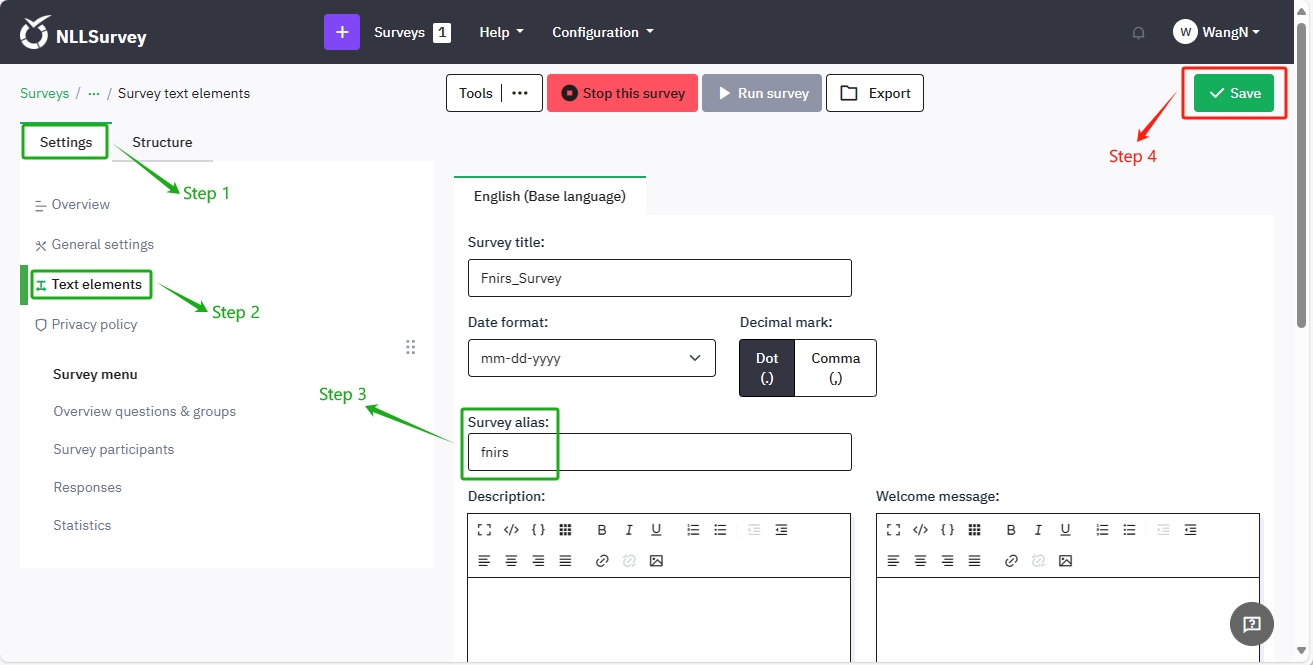 NLLSurvey
+ Surveys 1 Help Configuration W WangN
Surveys / ··· / Survey text elements
Tools ··· Stop this survey Run survey Export Save
Step 4
Settings Structure
Step 1
Overview
General settings
Text elements
Step 2
Privacy policy
Survey menu
Overview questions & groups
Survey participants
Responses
Statistics
English (Base language)
Survey title:
Fnirs_Survey
Date format: Decimal mark:
mm-dd-yyyy
Dot Comma
(.) (,)
Step 3
Survey alias:
fnirs
Description: Welcome message:
B I U B I U